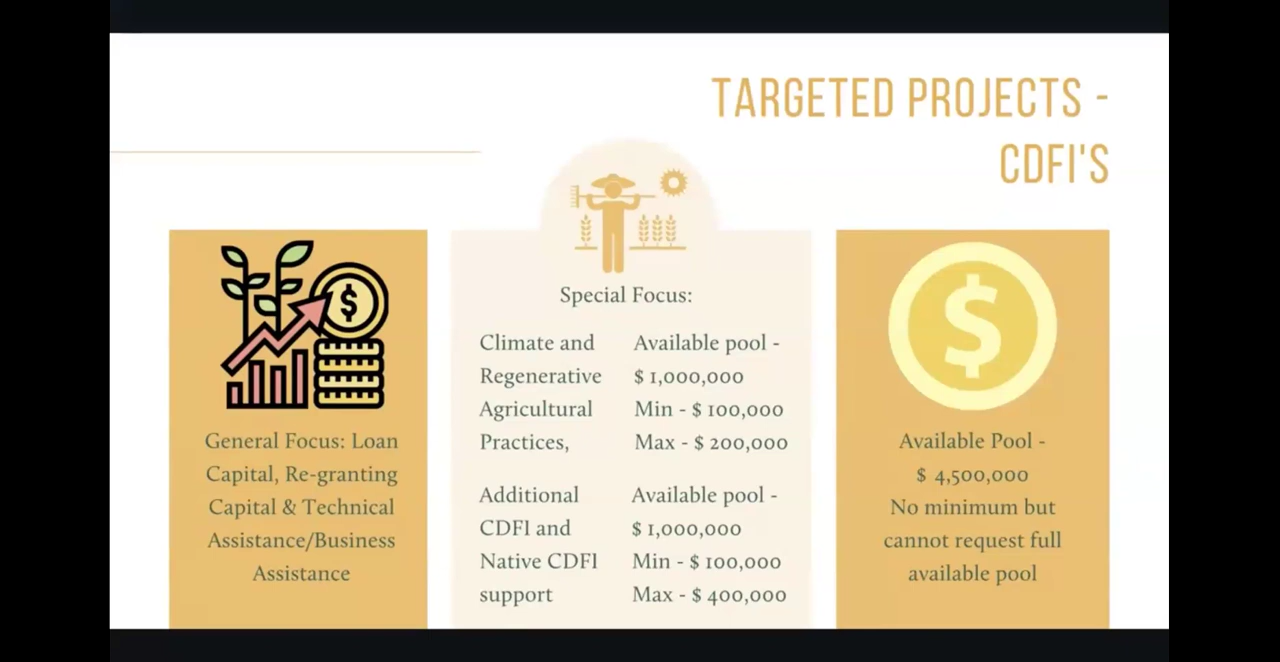 TARGETED PROJECTS -
CDFI'S
General Focus: Loan
Capital, Re-granting
Capital & Technical
Assistance/Business
Assistance
Special Focus:
Climate and
Regenerative
Agricultural
Practices,
Available pool -
$ 1,000,000
Min - $ 100,000
Max - $ 200,000
Additional
CDFI and
Native CDFI
support
Available pool -
$ 1,000,000
Min - $ 100,000
Max - $ 400,000
Available Pool -
$ 4,500,000
No minimum but
cannot request full
available pool